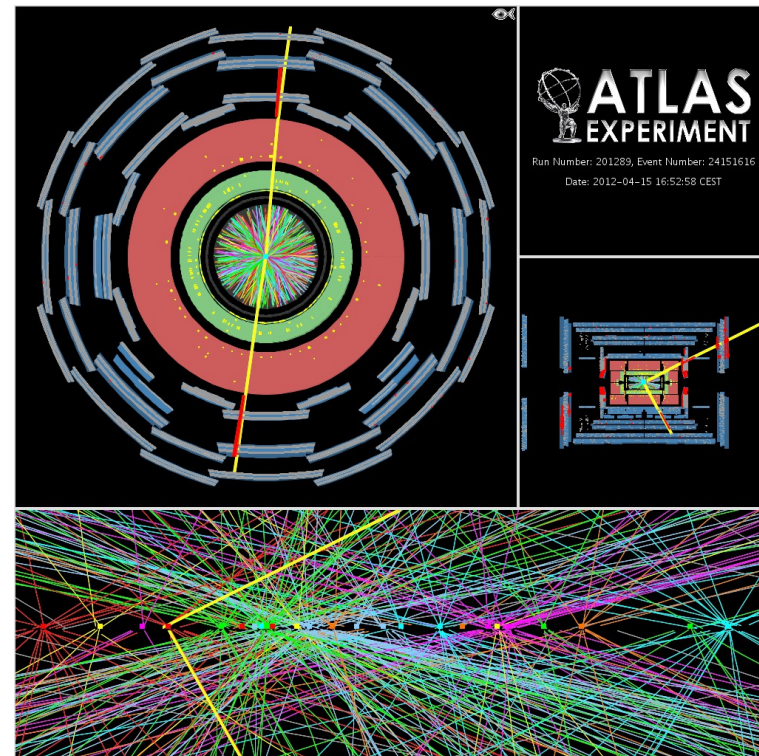 ATLAS
EXPERIMENT
Run Number: 201289, Event Number: 24151616
Date: 2012-04-15 16:52:58 CEST